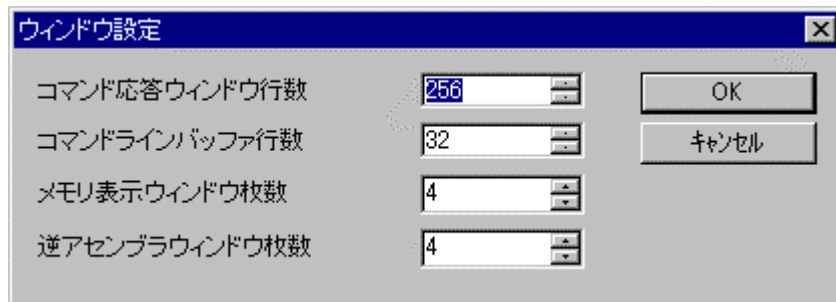 ウィンドウ設定
コマンド応答ウィンドウ行数 256 OK
コマンドラインバッファ行数 32 キャンセル
メモリ表示ウィンドウ枚数 4
逆アセンブラウィンドウ枚数 4